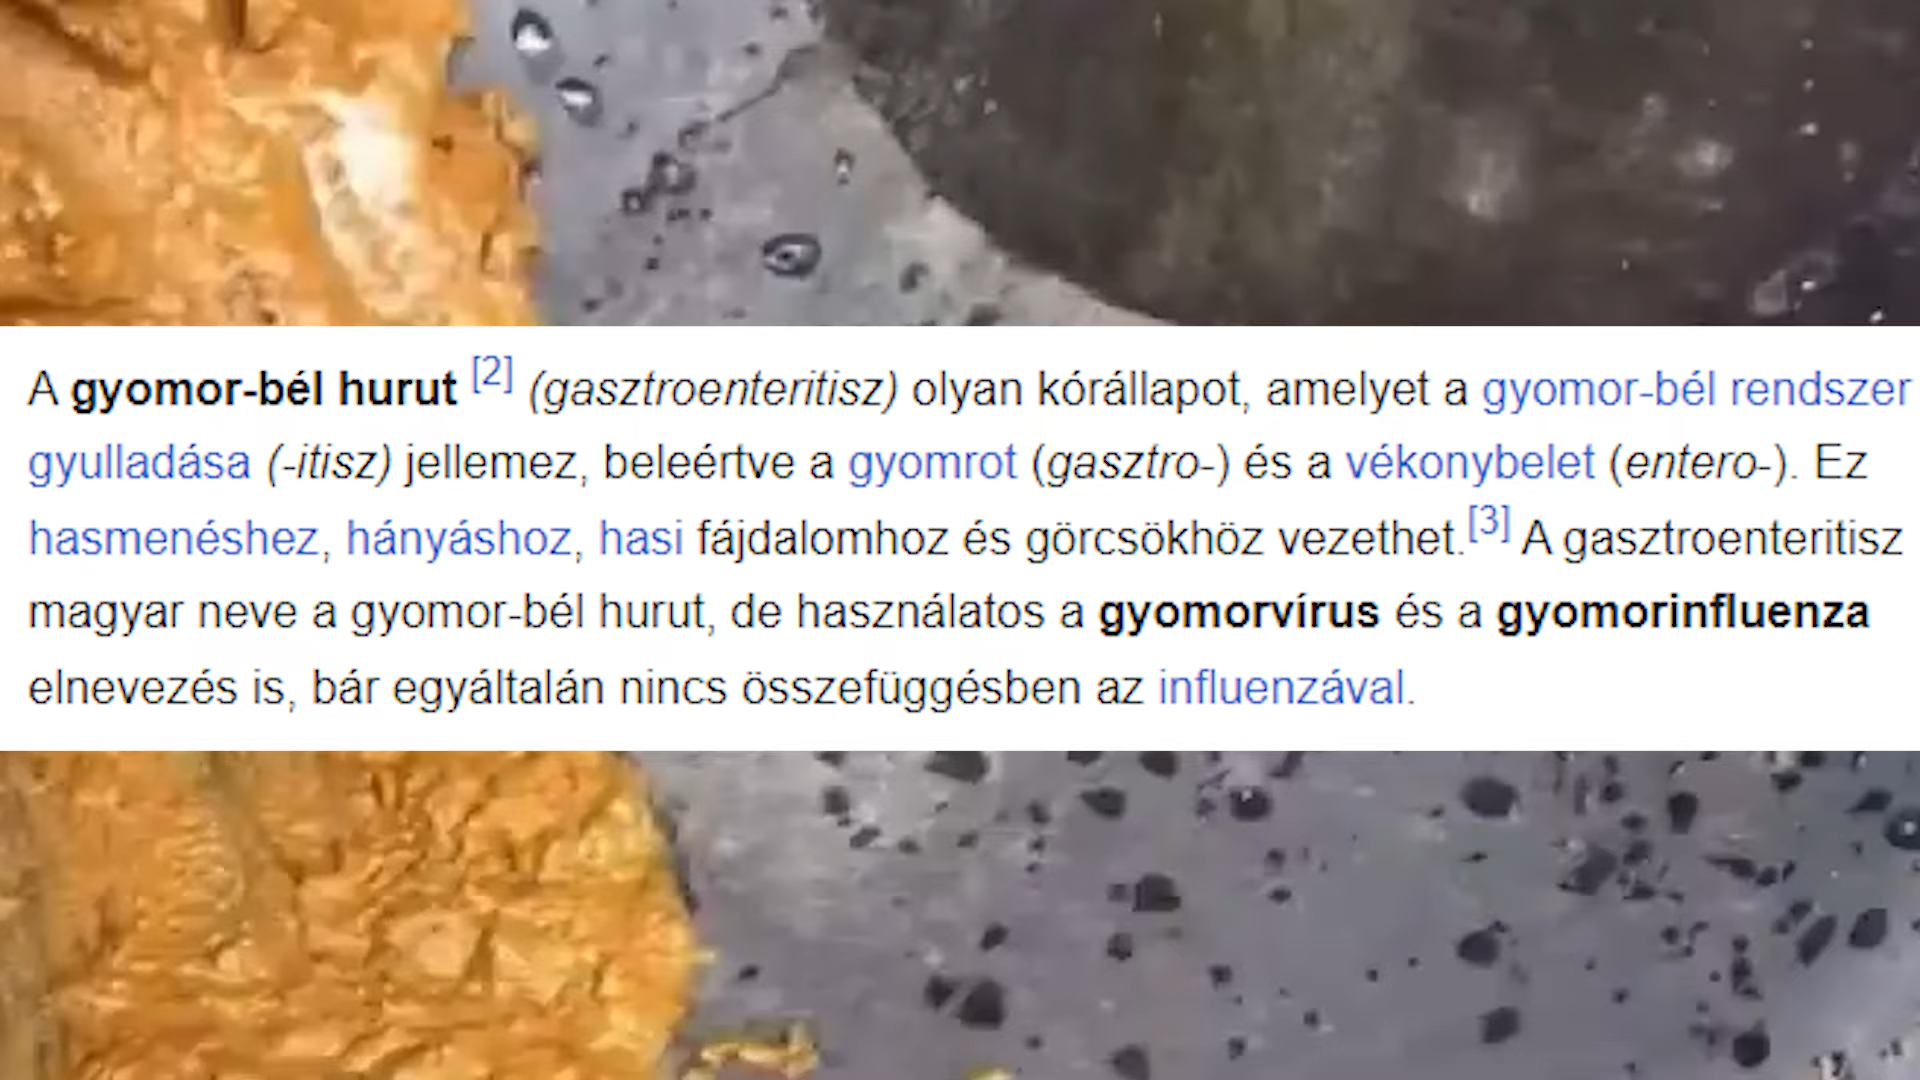 A gyomor-bél hurut [2] (gasztroenteritisz) olyan kórállapot, amelyet a gyomor-bél rendszer
gyulladása (-itisz) jellemez, beleértve a gyomrot (gasztro-) és a vékonybelet (entero-). Ez
hasmenéshez, hányáshoz, hasi fájdalomhoz és görcsökhöz vezethet.[3] A gasztroenteritisz
magyar neve a gyomor-bél hurut, de használatos a gyomorvírus és a gyomorinfluenza
elnevezés is, bár egyáltalán nincs összefüggésben az influenzával.